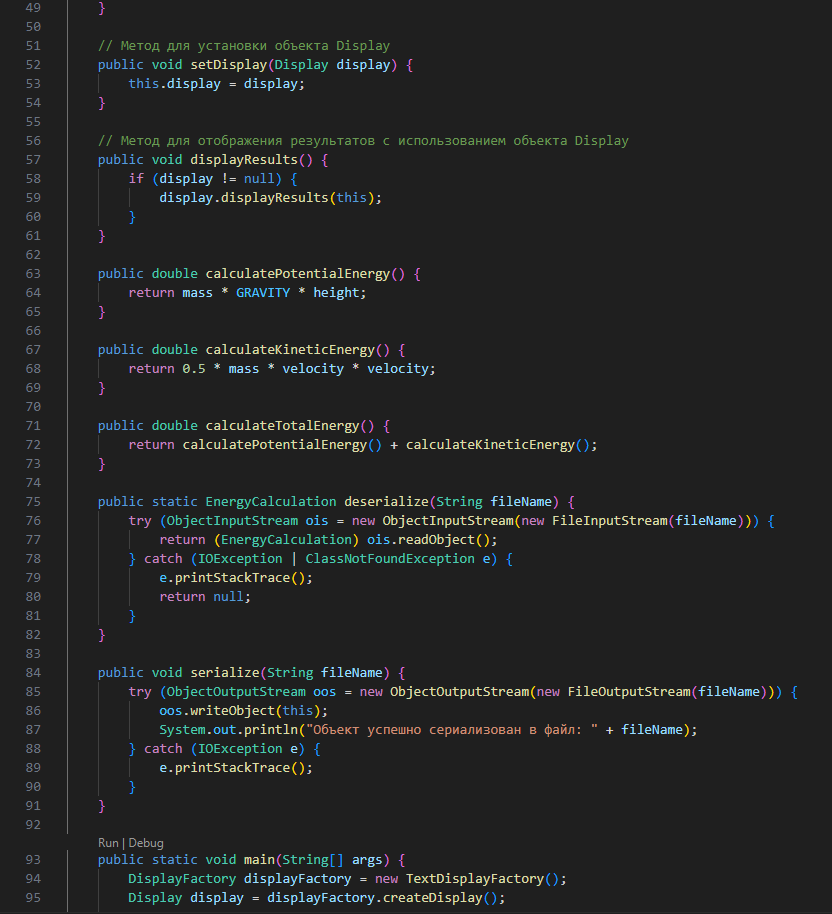 49 }
50
51 // Метод для установки объекта Display
52 public void setDisplay(Display display) {
53 this.display = display;
54 }
55
56 // Метод для отображения результатов с использованием объекта Display
57 public void displayResults() {
58 if (display != null) {
59 display.displayResults(this);
60 }
61 }
62
63 public double calculatePotentialEnergy() {
64 return mass * GRAVITY * height;
65 }
66
67 public double calculateKineticEnergy() {
68 return 0.5 * mass * velocity * velocity;
69 }
70
71 public double calculateTotalEnergy() {
72 return calculatePotentialEnergy() + calculateKineticEnergy();
73 }
74
75 public static EnergyCalculation deserialize(String fileName) {
76 try (ObjectInputStream ois = new ObjectInputStream(new FileInputStream(fileName))) {
77 return (EnergyCalculation) ois.readObject();
78 } catch (IOException | ClassNotFoundException e) {
79 e.printStackTrace();
80 return null;
81 }
82 }
83
84 public void serialize(String fileName) {
85 try (ObjectOutputStream oos = new ObjectOutputStream(new FileOutputStream(fileName))) {
86 oos.writeObject(this);
87 System.out.println("Объект успешно сериализован в файл: " + fileName);
88 } catch (IOException e) {
89 e.printStackTrace();
90 }
91 }
92
Run | Debug
93 public static void main(String[] args) {
94 DisplayFactory displayFactory = new TextDisplayFactory();
95 Display display = displayFactory.createDisplay();